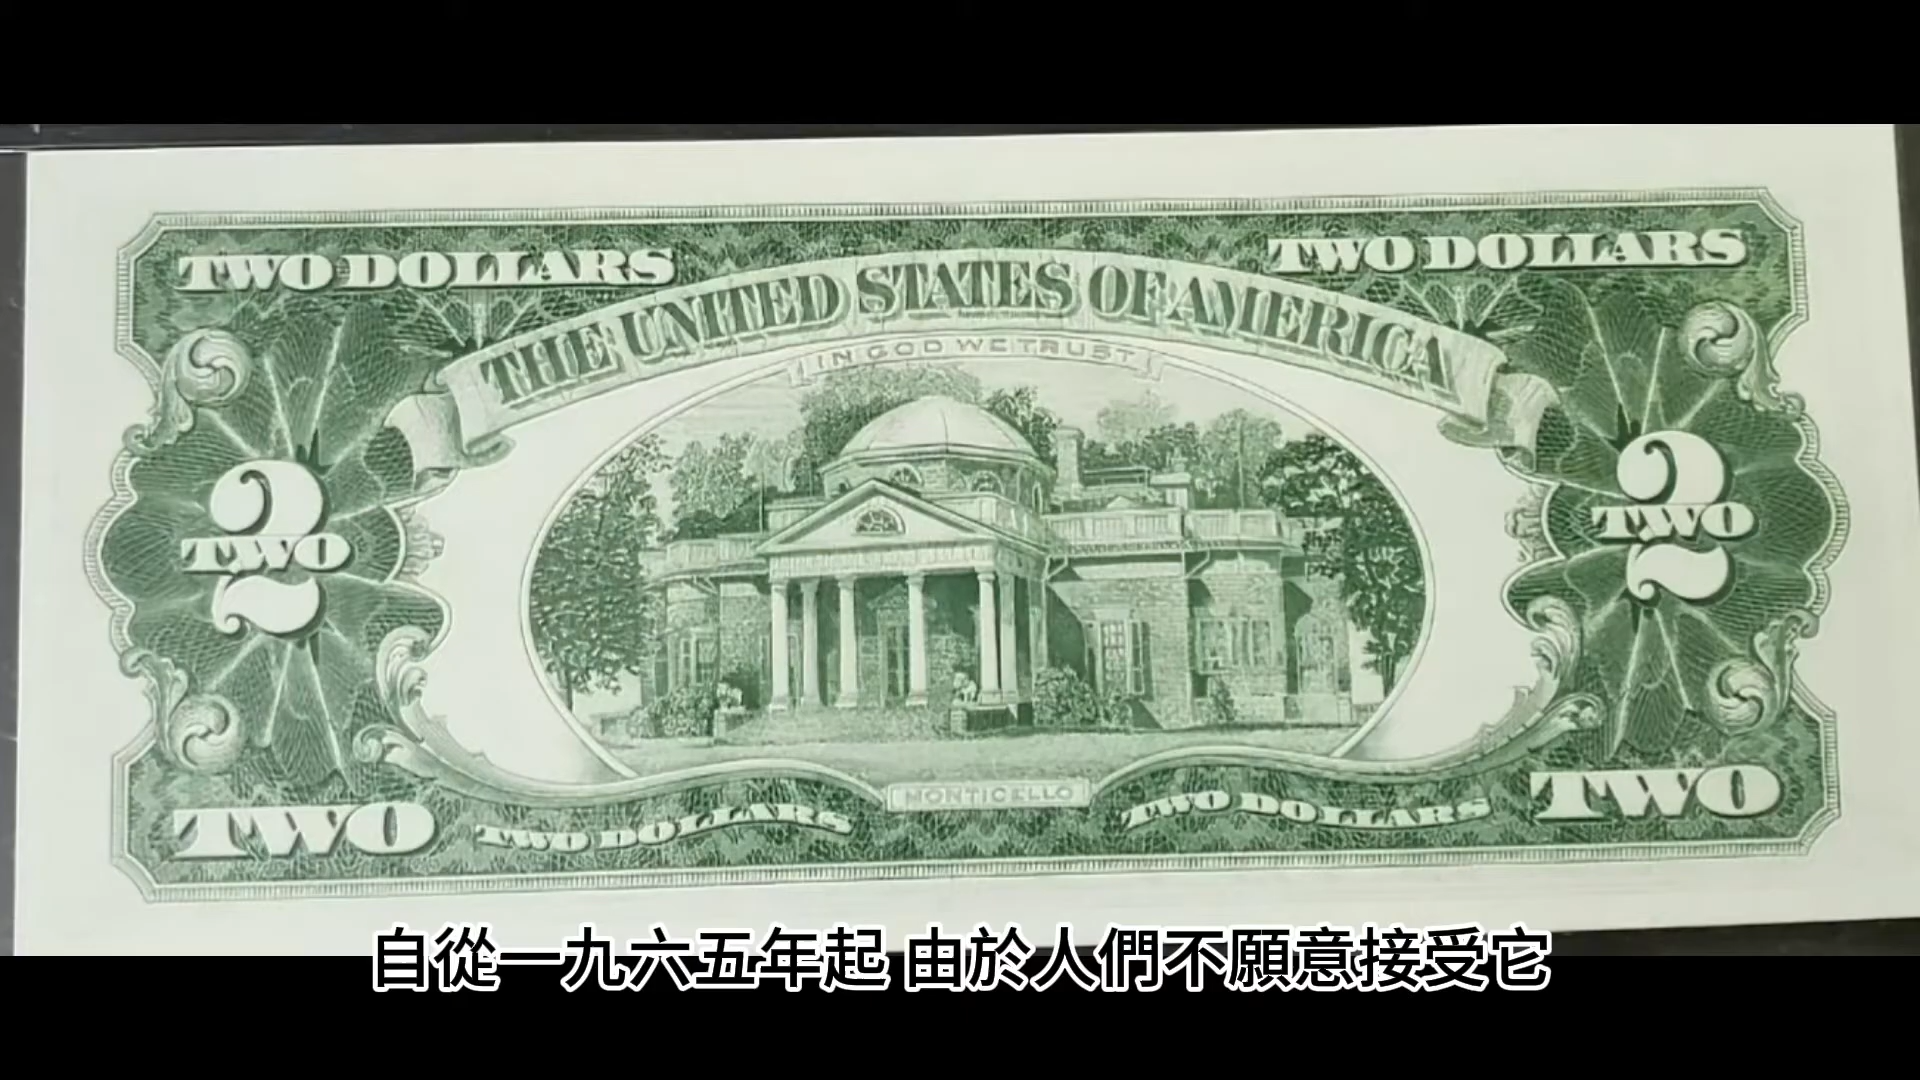 TWO DOLLARS
TWO DOLLARS
THE UNITED STATES OF AMERICA
IN GOD WE TRUST
2
TWO
2
TWO
MONTICELLO
TWO
TWO DOLLARS
TWO DOLLARS
TWO
自從一九六五年起 由於人們不願意接受它